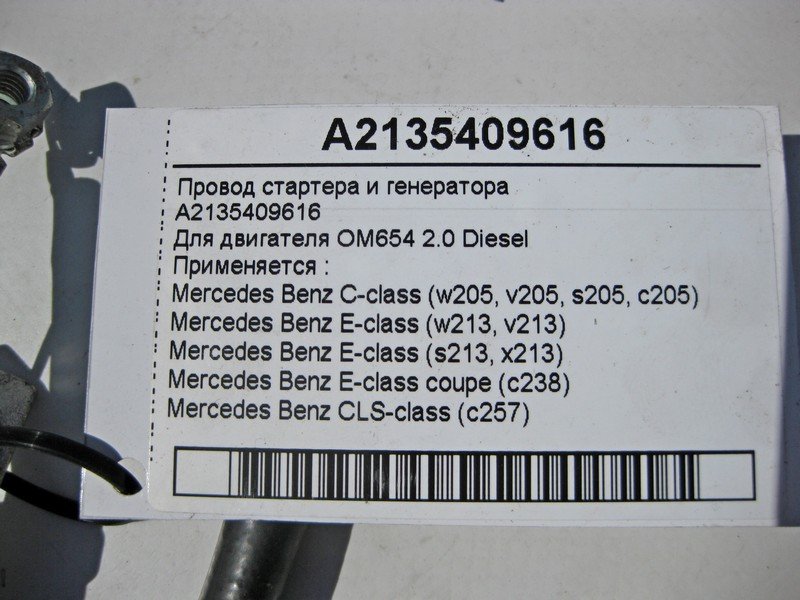 A2135409616
Провод стартера и генератора
A2135409616
Для двигателя OM654 2.0 Diesel
Применяется :
Mercedes Benz C-class (w205, v205, s205, c205)
Mercedes Benz E-class (w213, v213)
Mercedes Benz E-class (s213, x213)
Mercedes Benz E-class coupe (c238)
Mercedes Benz CLS-class (c257)